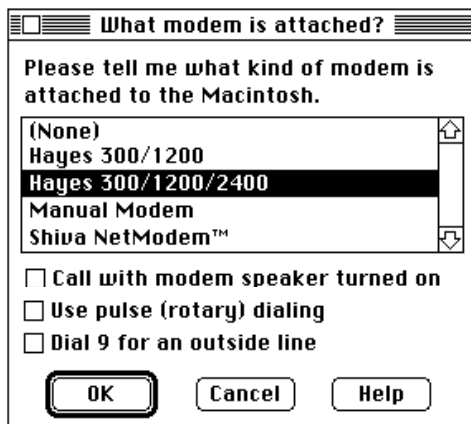 What modem is attached?
Please tell me what kind of modem is
attached to the Macintosh.
(None)
Hayes 300/1200
Hayes 300/1200/2400
Manual Modem
Shiva NetModem™
Call with modem speaker turned on
Use pulse (rotary) dialing
Dial 9 for an outside line
OK Cancel Help